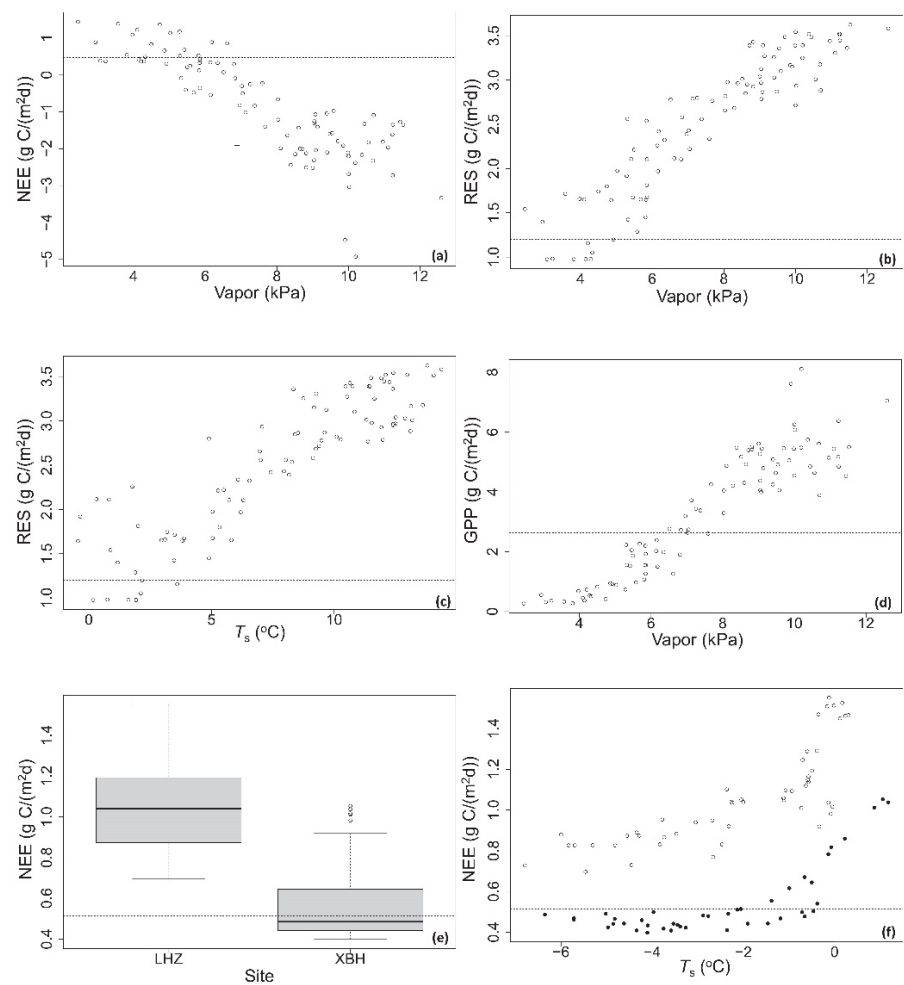 NEE (g C/(m²d)
1
0
−1
−2
−3
−4
−5
4 6 8 10 12
Vapor (kPa)
(a)
RES (g C/(m²d)
3.5
3.0
2.5
2.0
1.5
1.0
4 6 8 10 12
Vapor (kPa)
(b)
RES (g C/(m²d)
3.5
3.0
2.5
2.0
1.5
1.0
0 5 10
Tₛ (°C)
(c)
GPP (g C/(m²d)
8
6
4
2
0
4 6 8 10 12
Vapor (kPa)
(d)
NEE (g C/(m²d)
1.4
1.2
1.0
0.8
0.6
0.4
LHZ XBH
Site
(e)
NEE (g C/(m²d)
1.4
1.2
1.0
0.8
0.6
0.4
−6 −4 −2 0
Tₛ (°C)
(f)